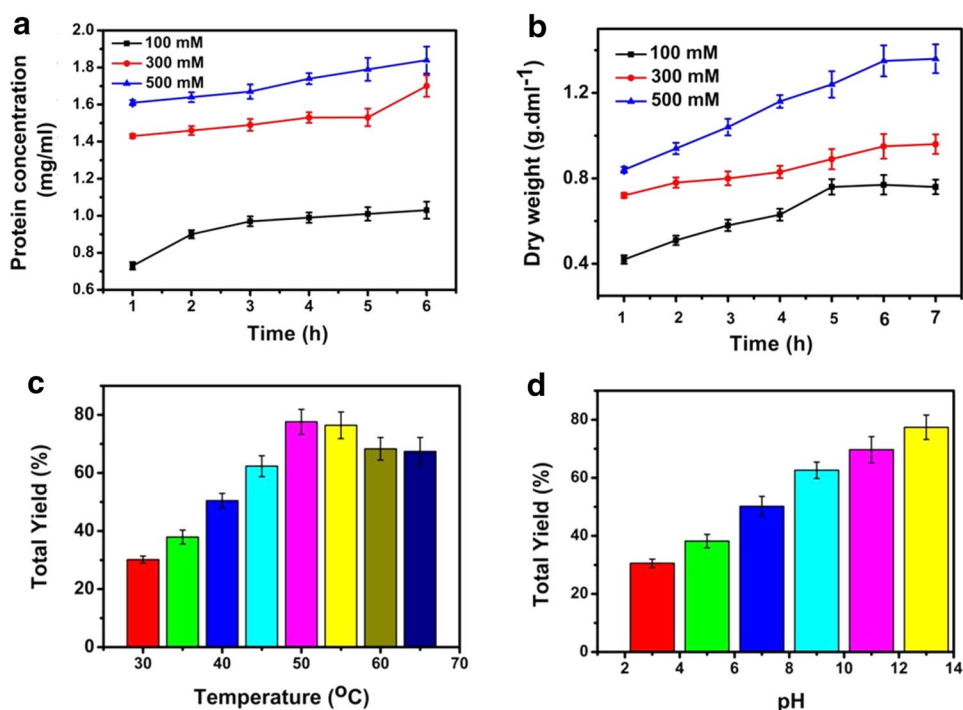 a
2.0
1.8
1.6
1.4
1.2
1.0
0.8
0.6
100 mM
300 mM
500 mM
Protein concentration
(mg/ml)
1 2 3 4 5 6
Time (h)
b
1.2
0.8
0.4
100 mM
300 mM
500 mM
Dry weight (g.dml-1)
1 2 3 4 5 6 7
Time (h)
c
80
60
40
20
0
Total Yield (%)
30 40 50 60 70
Temperature (oC)
d
80
60
40
20
0
Total Yield (%)
2 4 6 8 10 12 14
pH